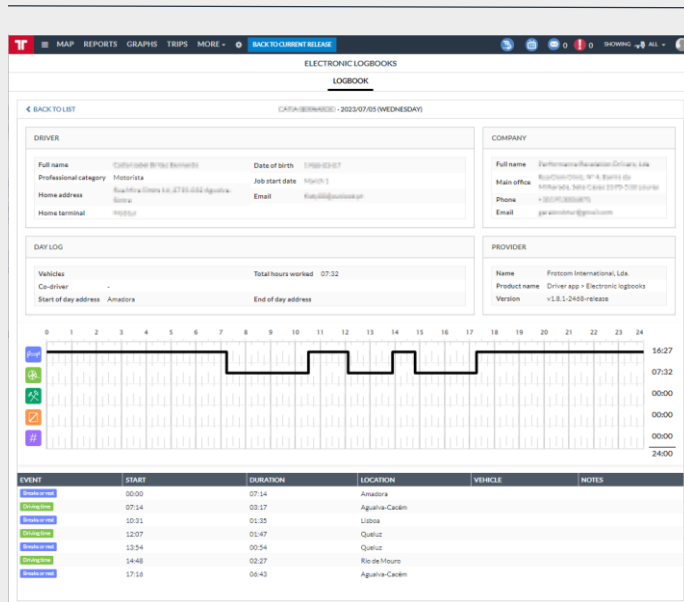 MAP REPORTS GRAPHS TRIPS MORE BACK TO CURRENT RELEASE 0 0 SHOWING ALL
ELECTRONIC LOGBOOKS
LOGBOOK
BACK TO LIST
- 2023/07/05 (WEDNESDAY)
DRIVER
Full name
Date of birth
Professional category Motorista
Job start date
Home address
Email
Home terminal
COMPANY
Full name
Main office
Phone
Email
DAY LOG
Vehicles
Total hours worked 07:32
Co-driver -
Start of day address Amadora
End of day address
PROVIDER
Name Frotcom International, Lda.
Product name Driver app > Electronic logbooks
Version v1.8.1-2468-release
0 1 2 3 4 5 6 7 8 9 10 11 12 13 14 15 16 17 18 19 20 21 22 23 24
16:27
07:32
00:00
00:00
#
00:00
24:00
EVENT START DURATION LOCATION VEHICLE NOTES
Breaks or rest 00:00 07:14 Amadora
Driving time 07:14 03:17 Agualva-Cacém
Breaks or rest 10:31 01:35 Lisboa
Driving time 12:07 01:47 Queluz
Breaks or rest 13:54 00:54 Queluz
Driving time 14:48 02:27 Rio de Mouro
Breaks or rest 17:16 06:43 Agualva-Cacém